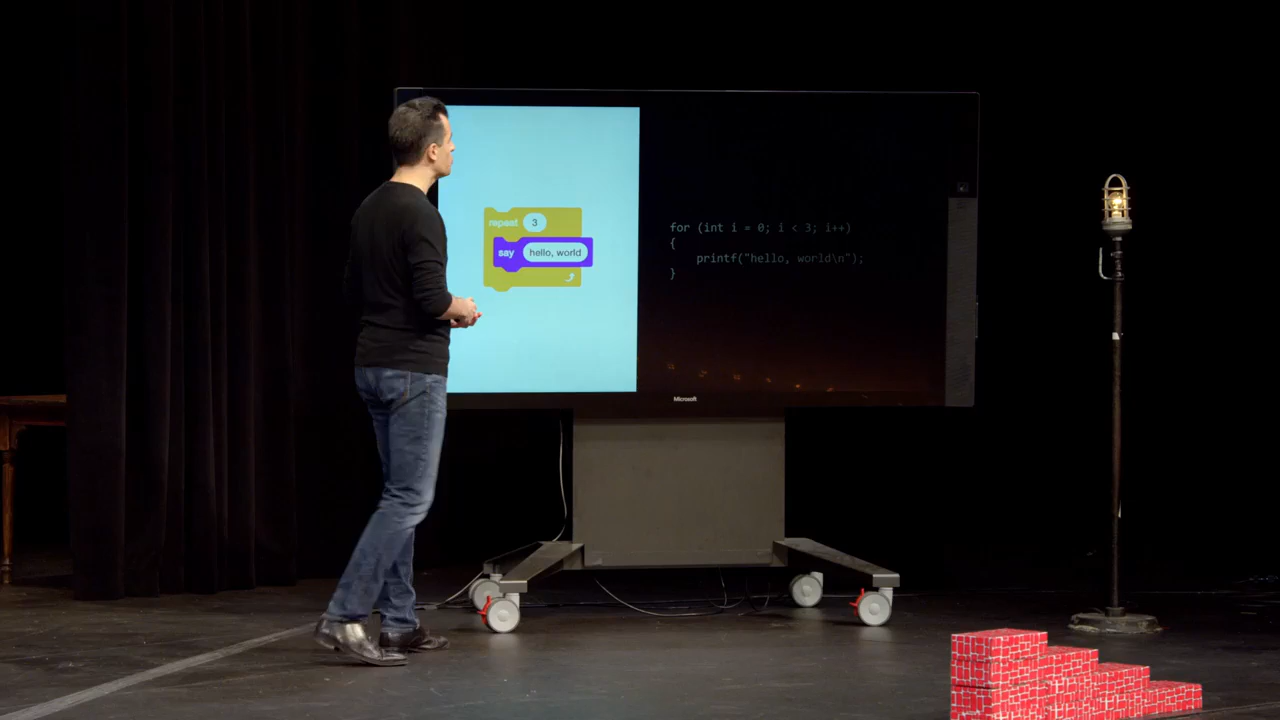 repeat 3
say hello, world
for (int i = 0; i < 3; i++)
{
    printf("hello, world\n");
}
Microsoft